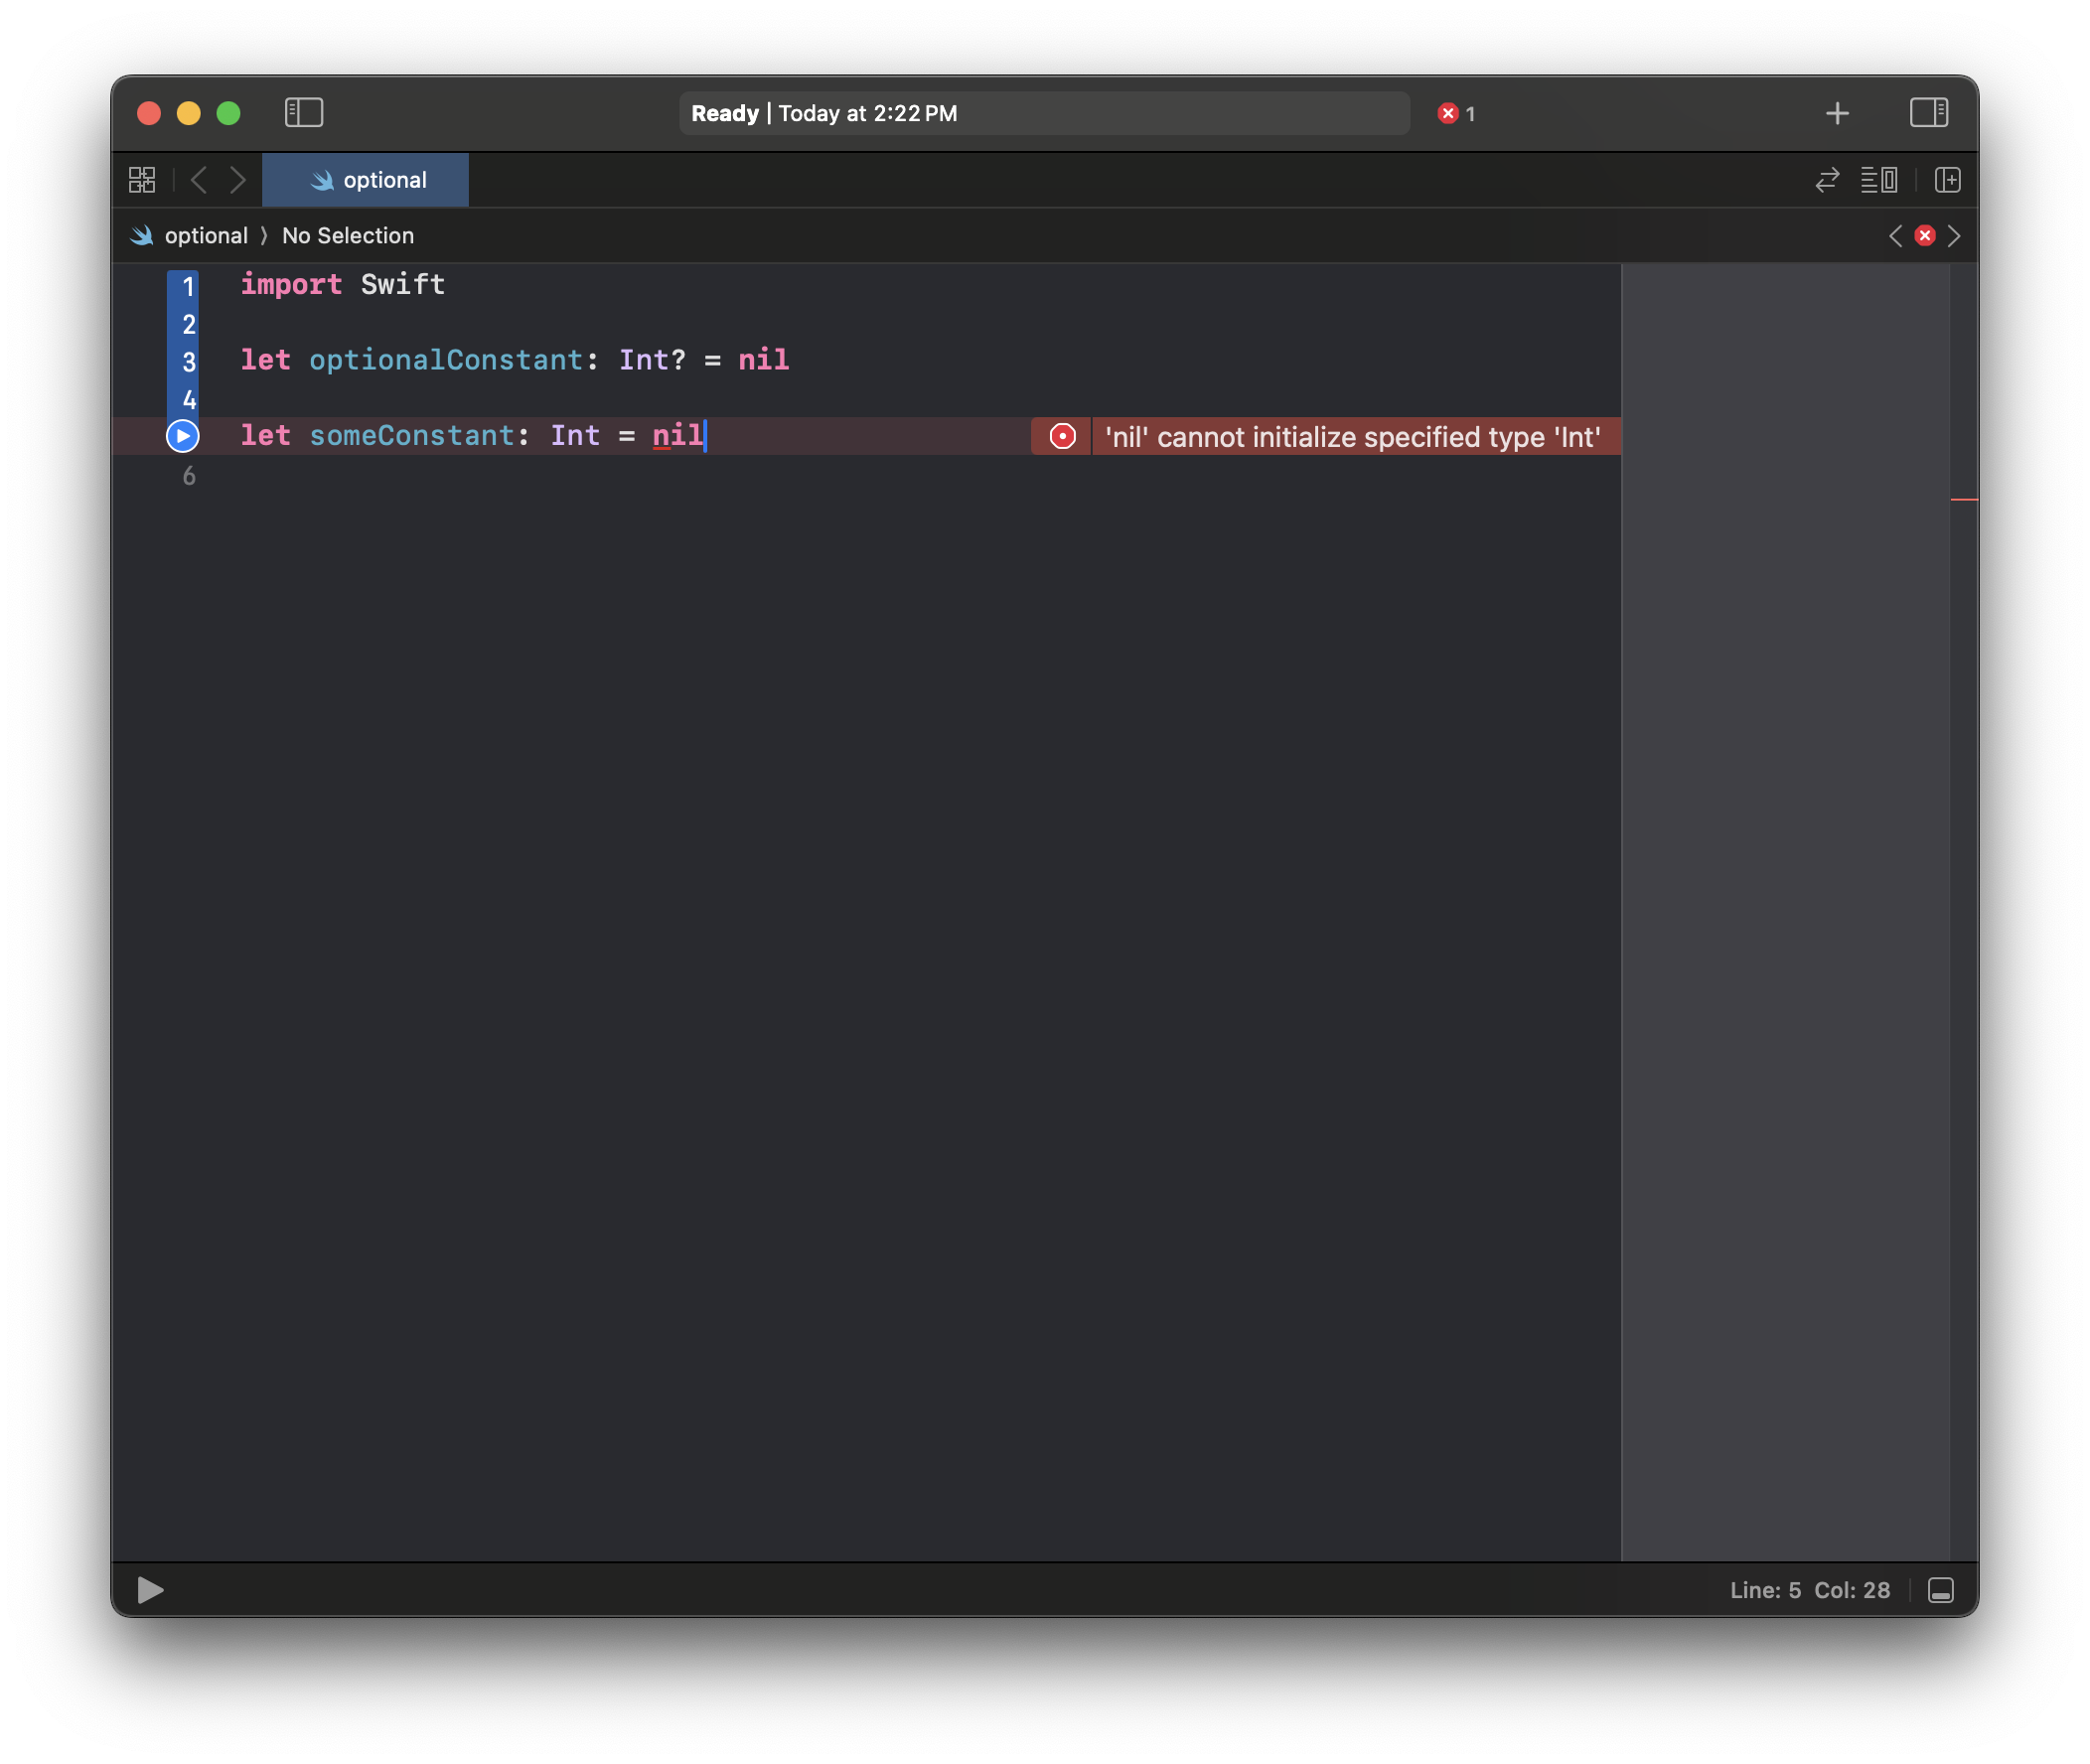 Ready | Today at 2:22 PM
1
optional
optional ⟩ No Selection
1 import Swift
2
3 let optionalConstant: Int? = nil
4
let someConstant: Int = nil 'nil' cannot initialize specified type 'Int'
6
Line: 5 Col: 28